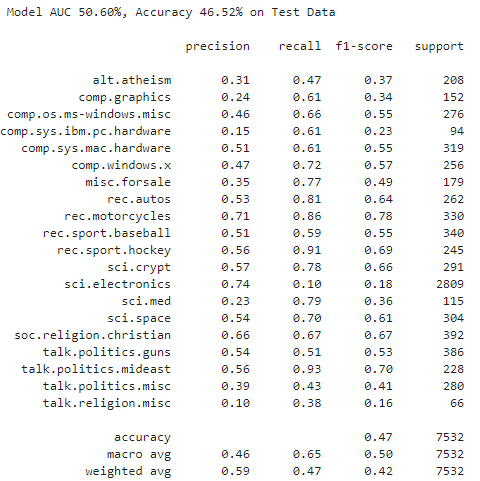 Model AUC 50.60%, Accuracy 46.52% on Test Data
precision recall f1-score support
alt.atheism 0.31 0.47 0.37 208
comp.graphics 0.24 0.61 0.34 152
comp.os.ms-windows.misc 0.46 0.66 0.55 276
comp.sys.ibm.pc.hardware 0.15 0.61 0.23 94
comp.sys.mac.hardware 0.51 0.61 0.55 319
comp.windows.x 0.47 0.72 0.57 256
misc.forsale 0.35 0.77 0.49 179
rec.autos 0.53 0.81 0.64 262
rec.motorcycles 0.71 0.86 0.78 330
rec.sport.baseball 0.51 0.59 0.55 340
rec.sport.hockey 0.56 0.91 0.69 245
sci.crypt 0.57 0.78 0.66 291
sci.electronics 0.74 0.10 0.18 2809
sci.med 0.23 0.79 0.36 115
sci.space 0.54 0.70 0.61 304
soc.religion.christian 0.66 0.67 0.67 392
talk.politics.guns 0.54 0.51 0.53 386
talk.politics.mideast 0.56 0.93 0.70 228
talk.politics.misc 0.39 0.43 0.41 280
talk.religion.misc 0.10 0.38 0.16 66
accuracy 0.47 7532
macro avg 0.46 0.65 0.50 7532
weighted avg 0.59 0.47 0.42 7532